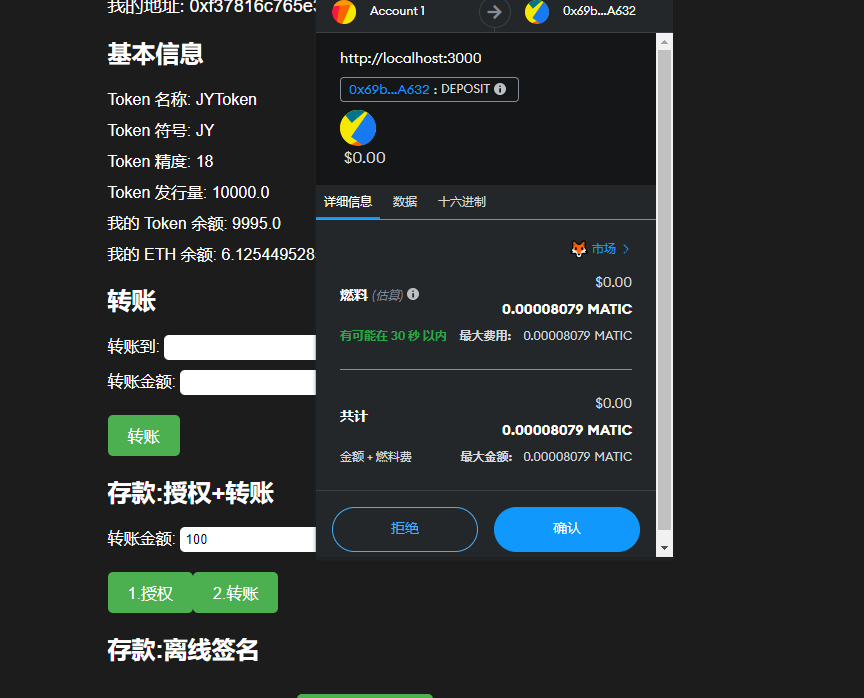 我的地址: 0xf37816c765e
基本信息
Token 名称: JYToken
Token 符号: JY
Token 精度: 18
Token 发行量: 10000.0
我的 Token 余额: 9995.0
我的 ETH 余额: 6.125449528
转账
转账到:
转账金额:
转账
存款:授权+转账
转账金额: 100
1.授权 2.转账
存款:离线签名
Account 1 0x69b...A632
http://localhost:3000
0x69b...A632 : DEPOSIT
$0.00
详细信息 数据 十六进制
市场
$0.00
燃料 (估算)
0.00008079 MATIC
有可能在 30 秒 以内 最大费用: 0.00008079 MATIC
$0.00
共计
0.00008079 MATIC
金额 + 燃料费 最大金额: 0.00008079 MATIC
拒绝 确认